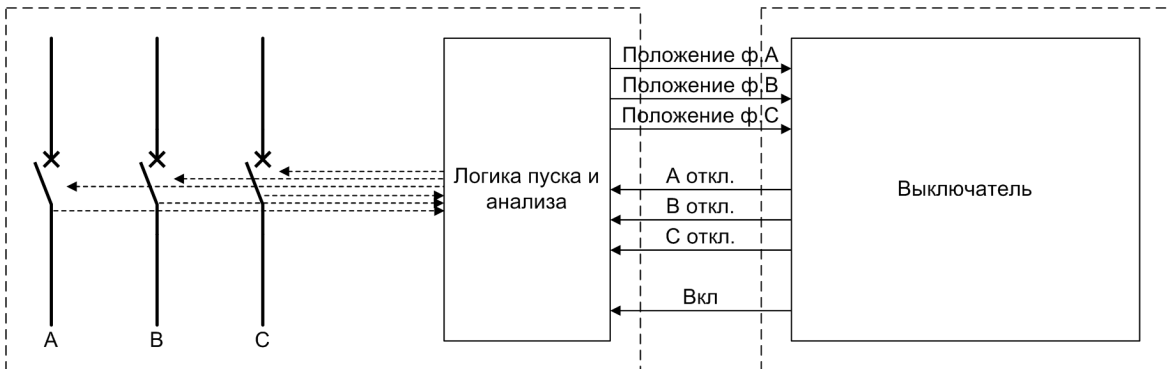 Положение ф.А
Положение ф.В
Положение ф.С
Логика пуска и
анализа
А откл.
В откл.
С откл.
Вкл
Выключатель
А
В
С